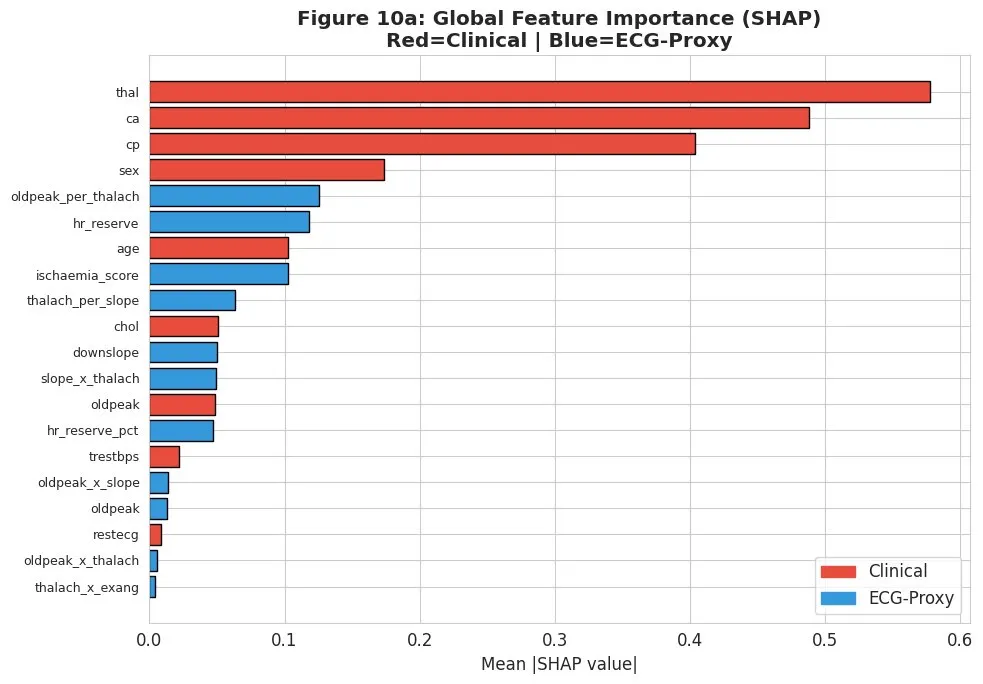 Figure 10a: Global Feature Importance (SHAP)
Red=Clinical | Blue=ECG-Proxy
thal
ca
cp
sex
oldpeak_per_thalach
hr_reserve
age
ischaemia_score
thalach_per_slope
chol
downslope
slope_x_thalach
oldpeak
hr_reserve_pct
trestbps
oldpeak_x_slope
oldpeak
restecg
oldpeak_x_thalach
thalach_x_exang
Clinical
ECG-Proxy
0.0 0.1 0.2 0.3 0.4 0.5 0.6
Mean |SHAP value|